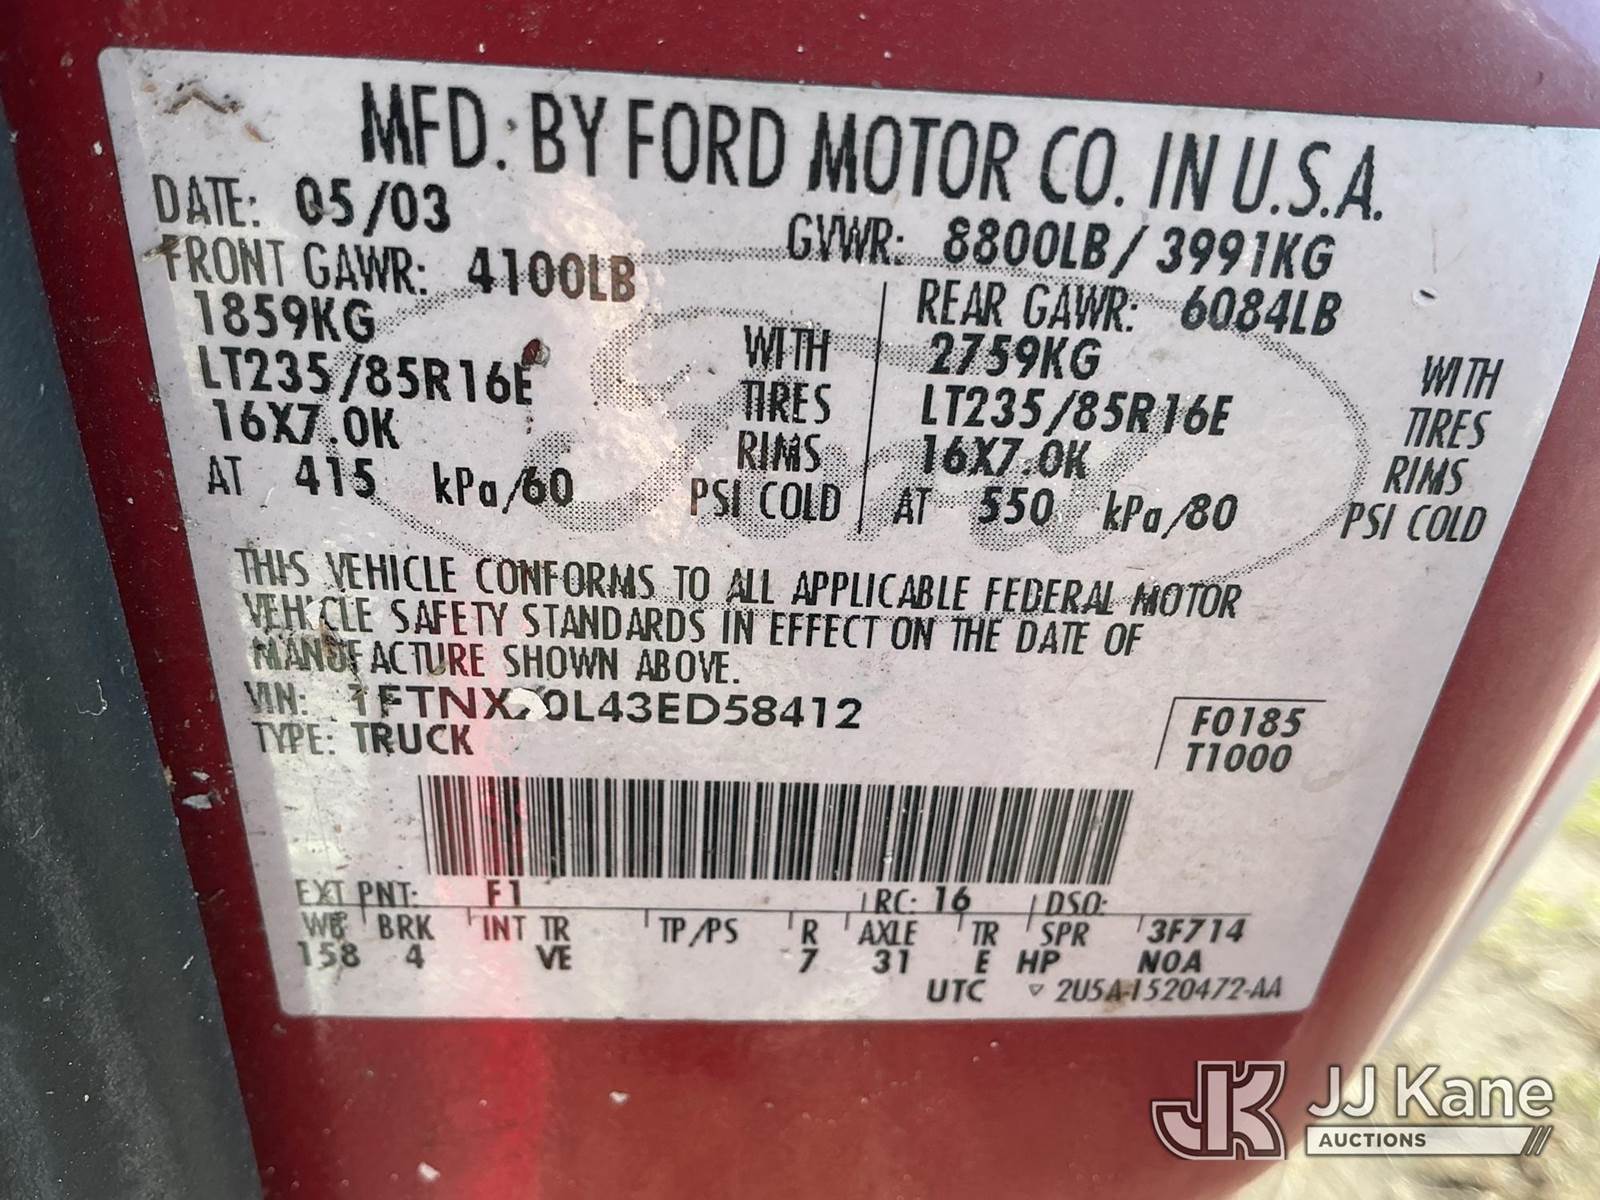 MFD. BY FORD MOTOR CO. IN U.S.A.
DATE: 05/03
GVWR: 8800LB / 3991KG
FRONT GAWR: 4100LB
1859KG WITH
LT235/85R16E TIRES
16X7.0K RIMS
AT 415 kPa/60 PSI COLD
REAR GAWR: 6084LB
2759KG WITH
LT235/85R16E TIRES
16X7.0K RIMS
AT 550 kPa/80 PSI COLD
THIS VEHICLE CONFORMS TO ALL APPLICABLE FEDERAL MOTOR
VEHICLE SAFETY STANDARDS IN EFFECT ON THE DATE OF
MANUFACTURE SHOWN ABOVE.
VIN:
TYPE: TRUCK
F0185
T1000
EXT PNT: F1 RC: 16 DSO:
WB BRK INT TR TP/PS R AXLE TR SPR 3F714
158 4 VE 7 31 E HP NOA
UTC ▽ 2U5A-1520472-AA
Ford
JK JJ Kane
AUCTIONS